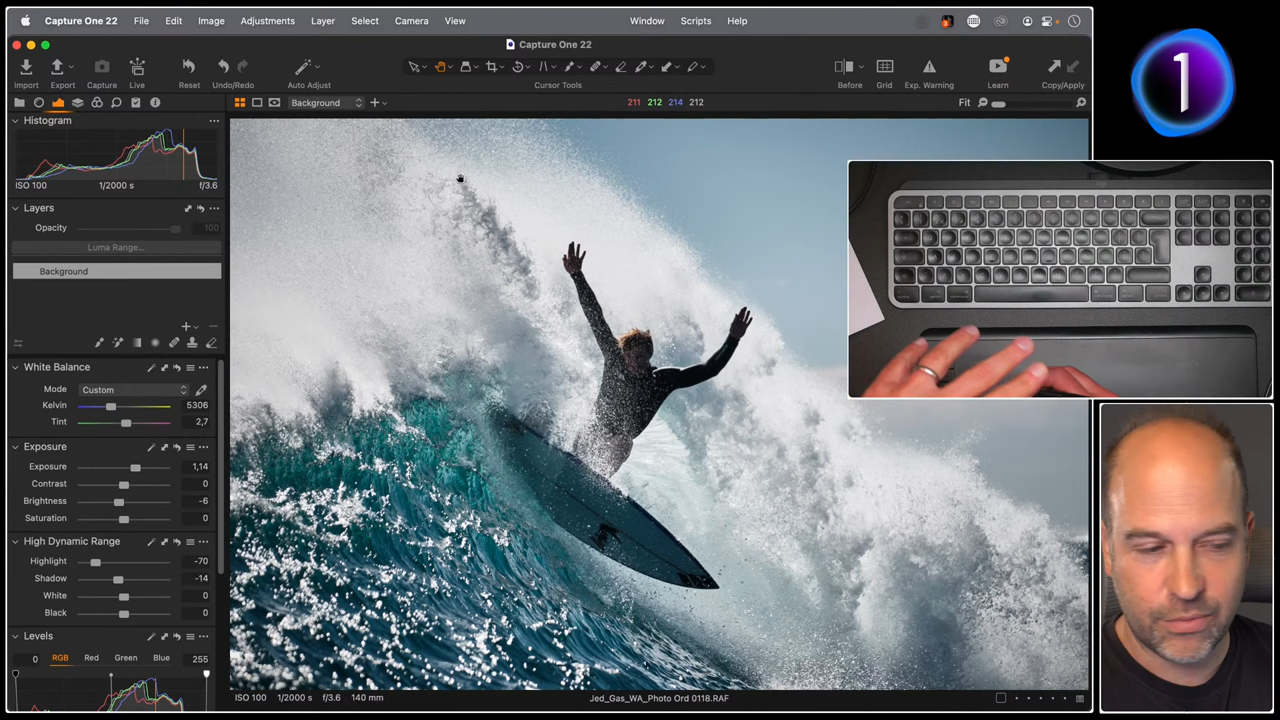 Capture One 22 File Edit Image Adjustments Layer Select Camera View Window Scripts Help
Capture One 22
Import Export Capture Live Reset Undo/Redo Auto Adjust Cursor Tools Before Grid Exp. Warning Learn Copy/Apply
Background 211 212 214 212 Fit
Histogram
ISO 100 1/2000 s f/3.6
Layers
Opacity 100
Luma Range...
Background
White Balance
Mode Custom
Kelvin 5306
Tint 2,7
Exposure
Exposure 1,14
Contrast 0
Brightness -6
Saturation 0
High Dynamic Range
Highlight -70
Shadow -14
White 0
Black 0
Levels
0 RGB Red Green Blue 255
ISO 100 1/2000 s f/3.6 140 mm Jed_Gas_WA_Photo Ord 0118.RAF
1